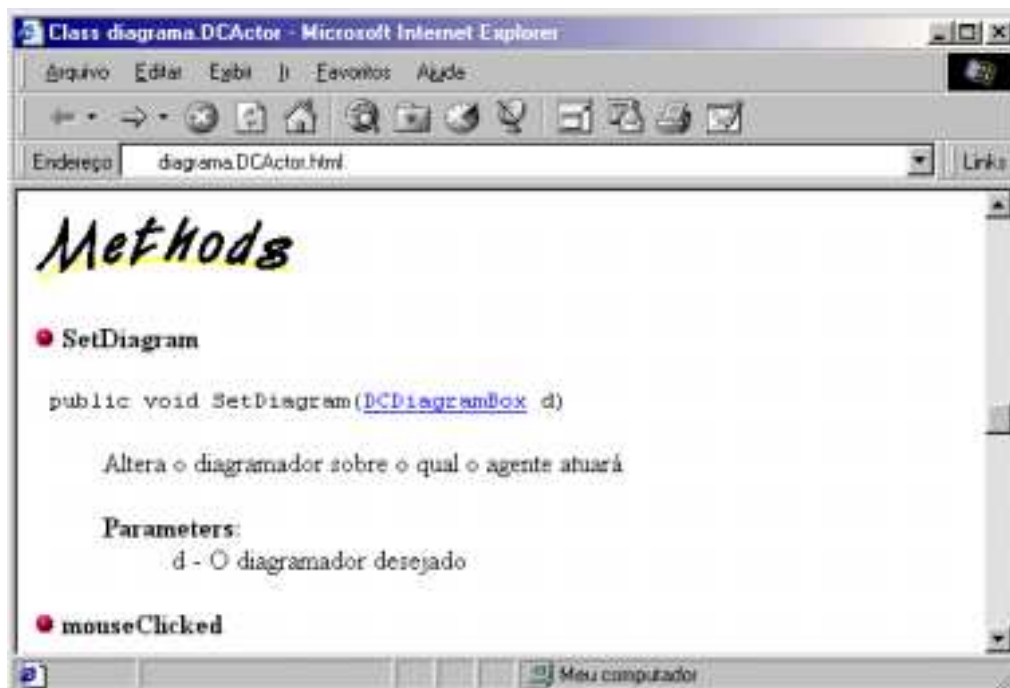 Class diagrama.DCActor - Microsoft Internet Explorer
Arquivo Editar Exibir Ir Favoritos Ajuda
Endereço diagrama.DCActor.html Links
Methods
SetDiagram
public void SetDiagram(DCDiagramBox d)
Altera o diagramador sobre o qual o agente atuará
Parameters:
d - O diagramador desejado
mouseClicked
Meu computador